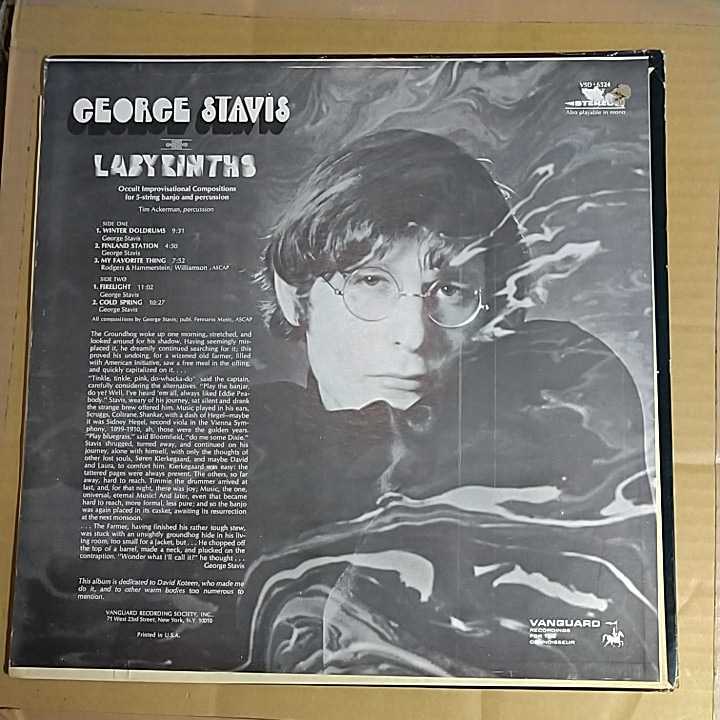 GEORGE STAVIS
LABYRINTHS
Occult Improvisational Compositions
for 5-string banjo and percussion
Tim Ackerman, percussion
SIDE ONE
1. WINTER DOLDRUMS 9:31
George Stavis
2. FINLAND STATION 4:50
George Stavis
3. MY FAVORITE THING 7:52
Rodgers & Hammerstein; Williamson, ASCAP
SIDE TWO
1. FIRELIGHT 11:02
George Stavis
2. COLD SPRING 10:27
George Stavis
All compositions by George Stavis; publ. Fennario Music, ASCAP
The Groundhog woke up one morning, stretched, and
looked around for his shadow. Having seemingly mis-
placed it, he dreamily continued searching for it; this
proved his undoing, for a wizened old farmer, filled
with American Initiative, saw a free meal in the offing,
and quickly capitalized on it. . . .
"Tinkle, tinkle, pink, do-whacka-do" said the captain,
carefully considering the alternatives. "Play the banjar,
do ye? Well, I've heard 'em all, always liked Eddie Pea-
body." Stavis, weary of his journey, sat silent and drank
the strange brew offered him. Music played in his ears,
Scruggs, Coltrane, Shankar, with a dash of Hegel—maybe
it was Sidney Hegel, second viola in the Vienna Sym-
phony, 1899-1910, ah, those were the golden years.
"Play bluegrass," said Bloomfield, "do me some Dixie."
Stavis shrugged, turned away, and continued on his
journey, alone with himself, with only the thoughts of
other lost souls, Søren Kierkegaard, and maybe David
and Laura, to comfort him. Kierkegaard was easy: the
tattered pages were always present. The others, so far
away, hard to reach. Timmie the drummer arrived at
last, and, for that night, there was joy; Music, the one,
universal, eternal Music! And later, even that became
hard to reach, more formal, less pure; and so the banjo
was again placed in its casket, awaiting its resurrection
at the next monsoon.
. . . The Farmer, having finished his rather tough stew,
was stuck with an unsightly groundhog hide in his liv-
ing room, too small for a jacket, but . . . He chopped off
the top of a barrel, made a neck, and plucked on the
contraption. "Wonder what I'll call it?" he thought . . .
George Stavis
This album is dedicated to David Koteen, who made me
do it, and to other warm bodies too numerous to
mention.
VANGUARD RECORDING SOCIETY, INC.
71 West 23rd Street, New York, N.Y. 10010
Printed in U.S.A.
VSD • 6524
STEREO
Also playable in mono
VANGUARD
RECORDINGS
FOR THE
CONNOISSEUR